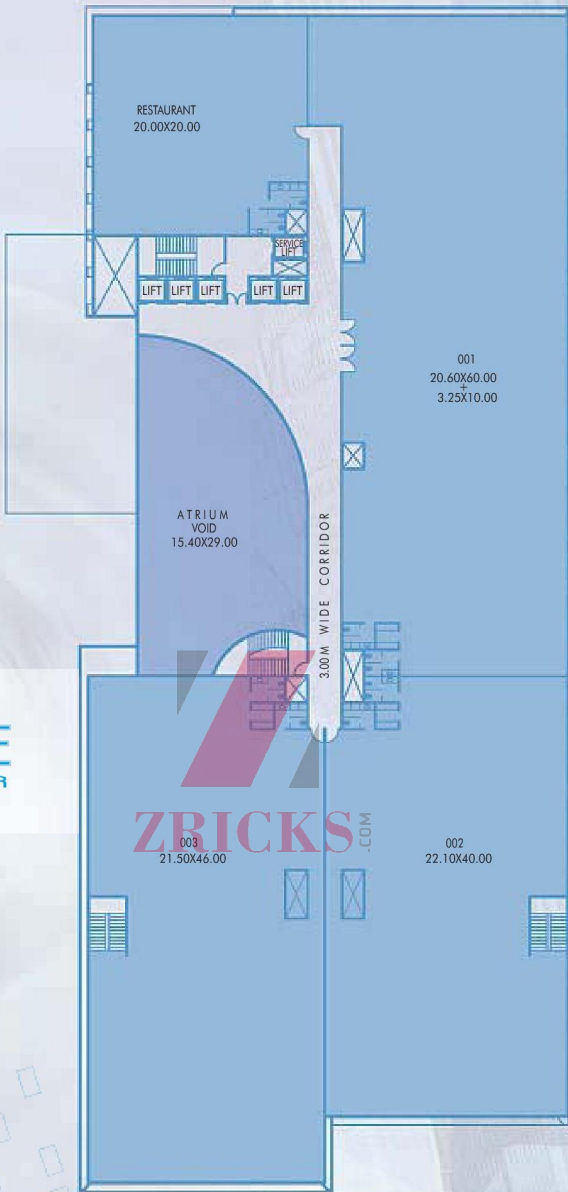 RESTAURANT
20.00X20.00
SERVICE
LIFT
LIFT
LIFT
LIFT
LIFT
LIFT
001
20.60X60.00
+
3.25X10.00
ATRIUM
VOID
15.40X29.00
3.00M WIDE CORRIDOR
E
R
ZRICKS.COM
003
21.50X46.00
002
22.10X40.00